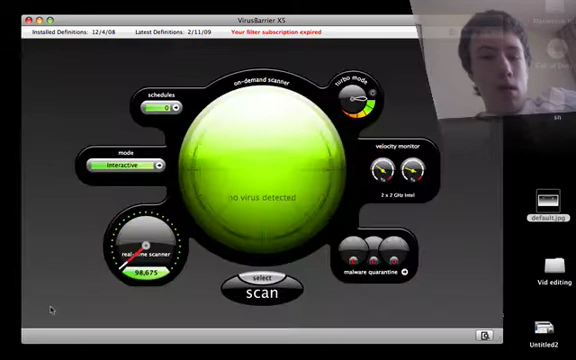 VirusBarrier X5
Installed Definitions: 12/4/08 Latest Definitions: 2/11/09 Your filter subscription expired
on-demand scanner
schedules
0
turbo mode
mode
Interactive
velocity monitor
2 x 2 GHz Intel
no virus detected
real-time scanner
98,675
malware quarantine
select
scan
default.jpg
Vid editing
Untitled2
sn